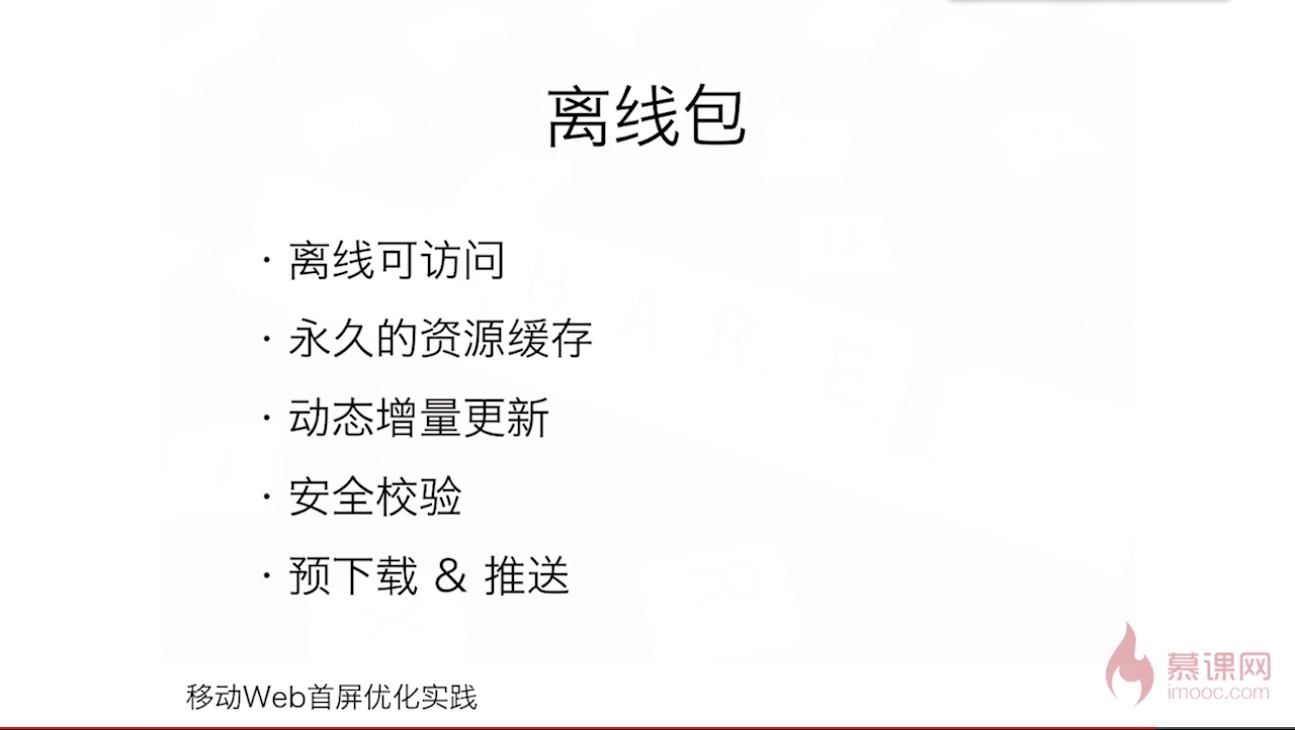 离线包
· 离线可访问
· 永久的资源缓存
· 动态增量更新
· 安全校验
· 预下载 & 推送
移动Web首屏优化实践
慕课网
imooc.com